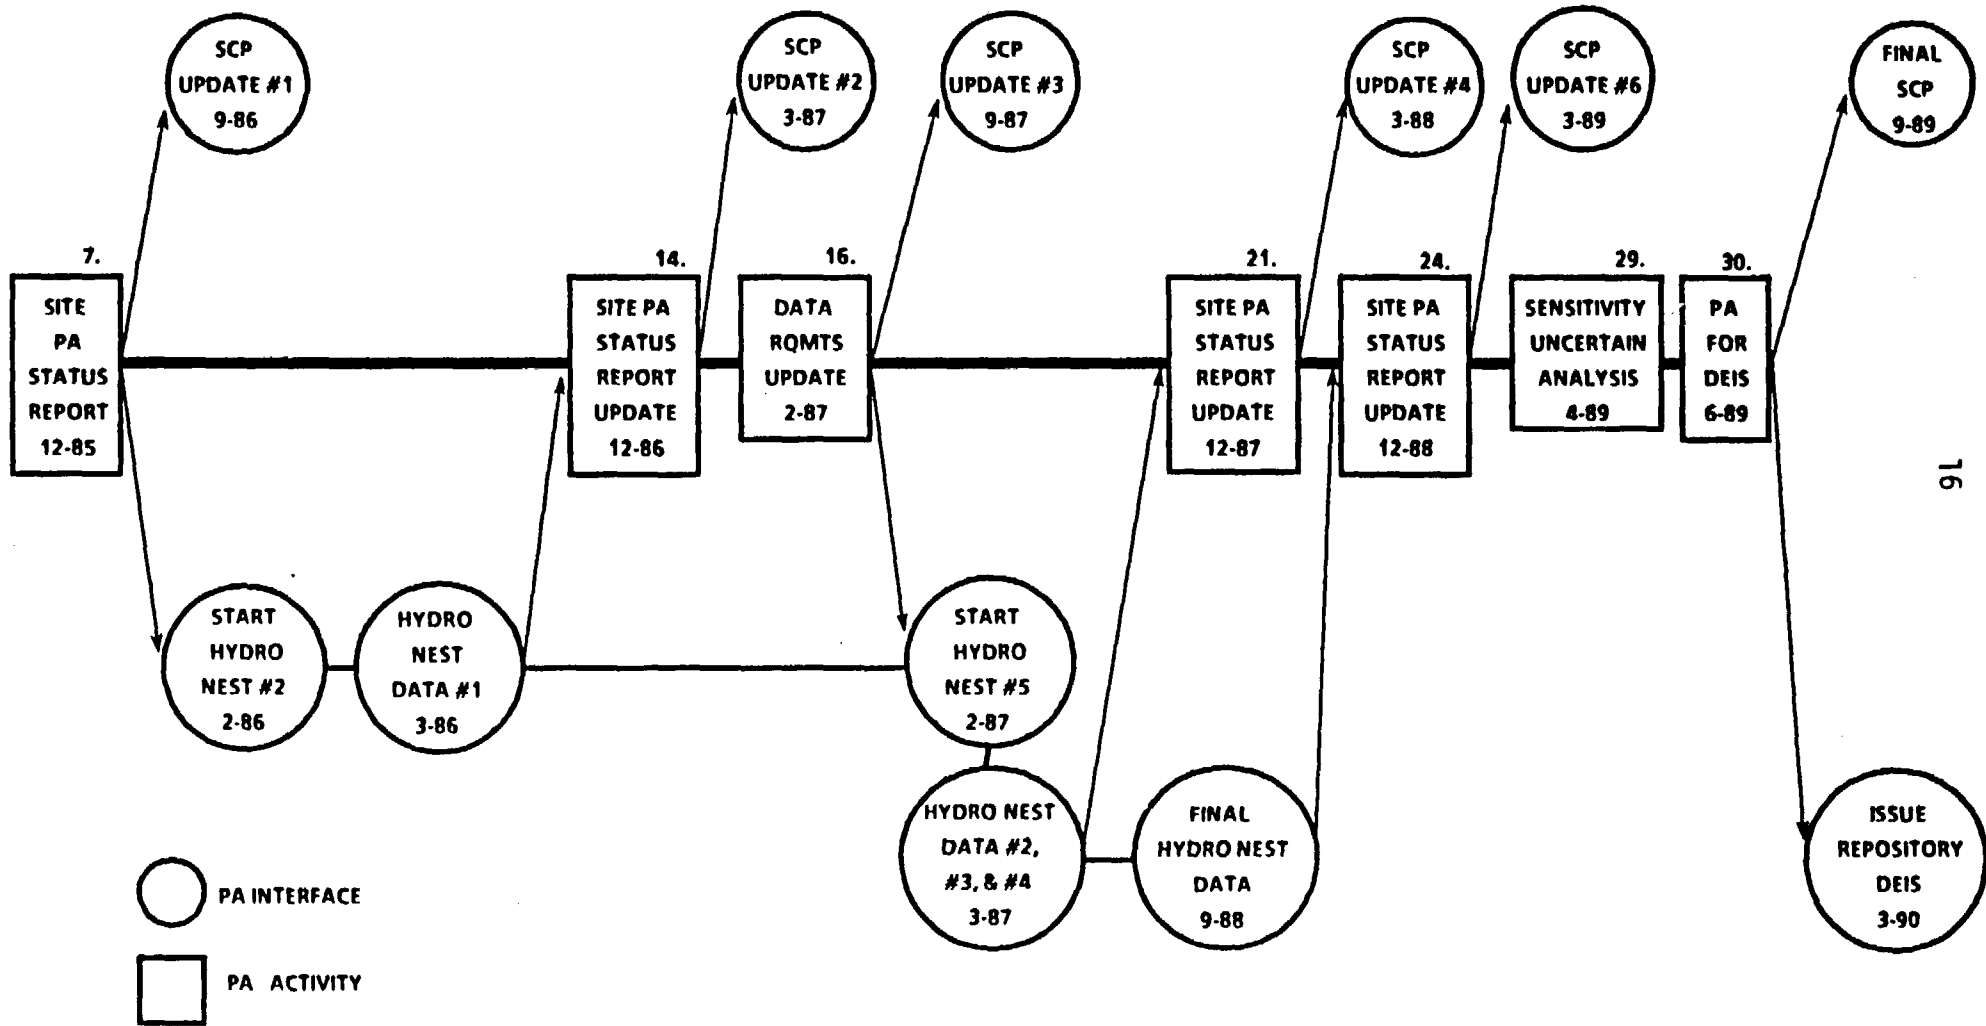 SCP
UPDATE #1
9-86
SCP
UPDATE #2
3-87
SCP
UPDATE #3
9-87
SCP
UPDATE #4
3-88
SCP
UPDATE #6
3-89
FINAL
SCP
9-89
7.
SITE
PA
STATUS
REPORT
12-85
14.
SITE PA
STATUS
REPORT
UPDATE
12-86
16.
DATA
RQMTS
UPDATE
2-87
21.
SITE PA
STATUS
REPORT
UPDATE
12-87
24.
SITE PA
STATUS
REPORT
UPDATE
12-88
29.
SENSITIVITY
UNCERTAIN
ANALYSIS
4-89
30.
PA
FOR
DEIS
6-89
16
START
HYDRO
NEST #2
2-86
HYDRO
NEST
DATA #1
3-86
START
HYDRO
NEST #5
2-87
HYDRO NEST
DATA #2,
#3, & #4
3-87
FINAL
HYDRO NEST
DATA
9-88
ISSUE
REPOSITORY
DEIS
3-90
PA INTERFACE
PA ACTIVITY